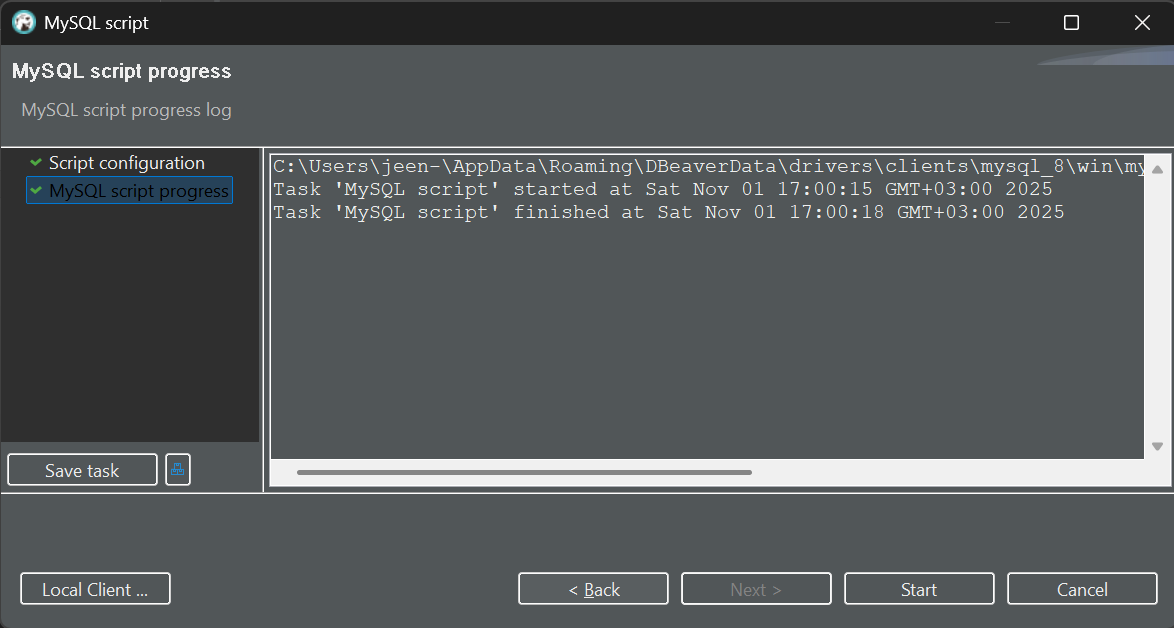 MySQL script
MySQL script progress
MySQL script progress log
Script configuration
MySQL script progress
C:\Users\jeen-\AppData\Roaming\DBeaverData\drivers\clients\mysql_8\win\my
Task 'MySQL script' started at Sat Nov 01 17:00:15 GMT+03:00 2025
Task 'MySQL script' finished at Sat Nov 01 17:00:18 GMT+03:00 2025
Save task
Local Client ...
< Back
Next >
Start
Cancel